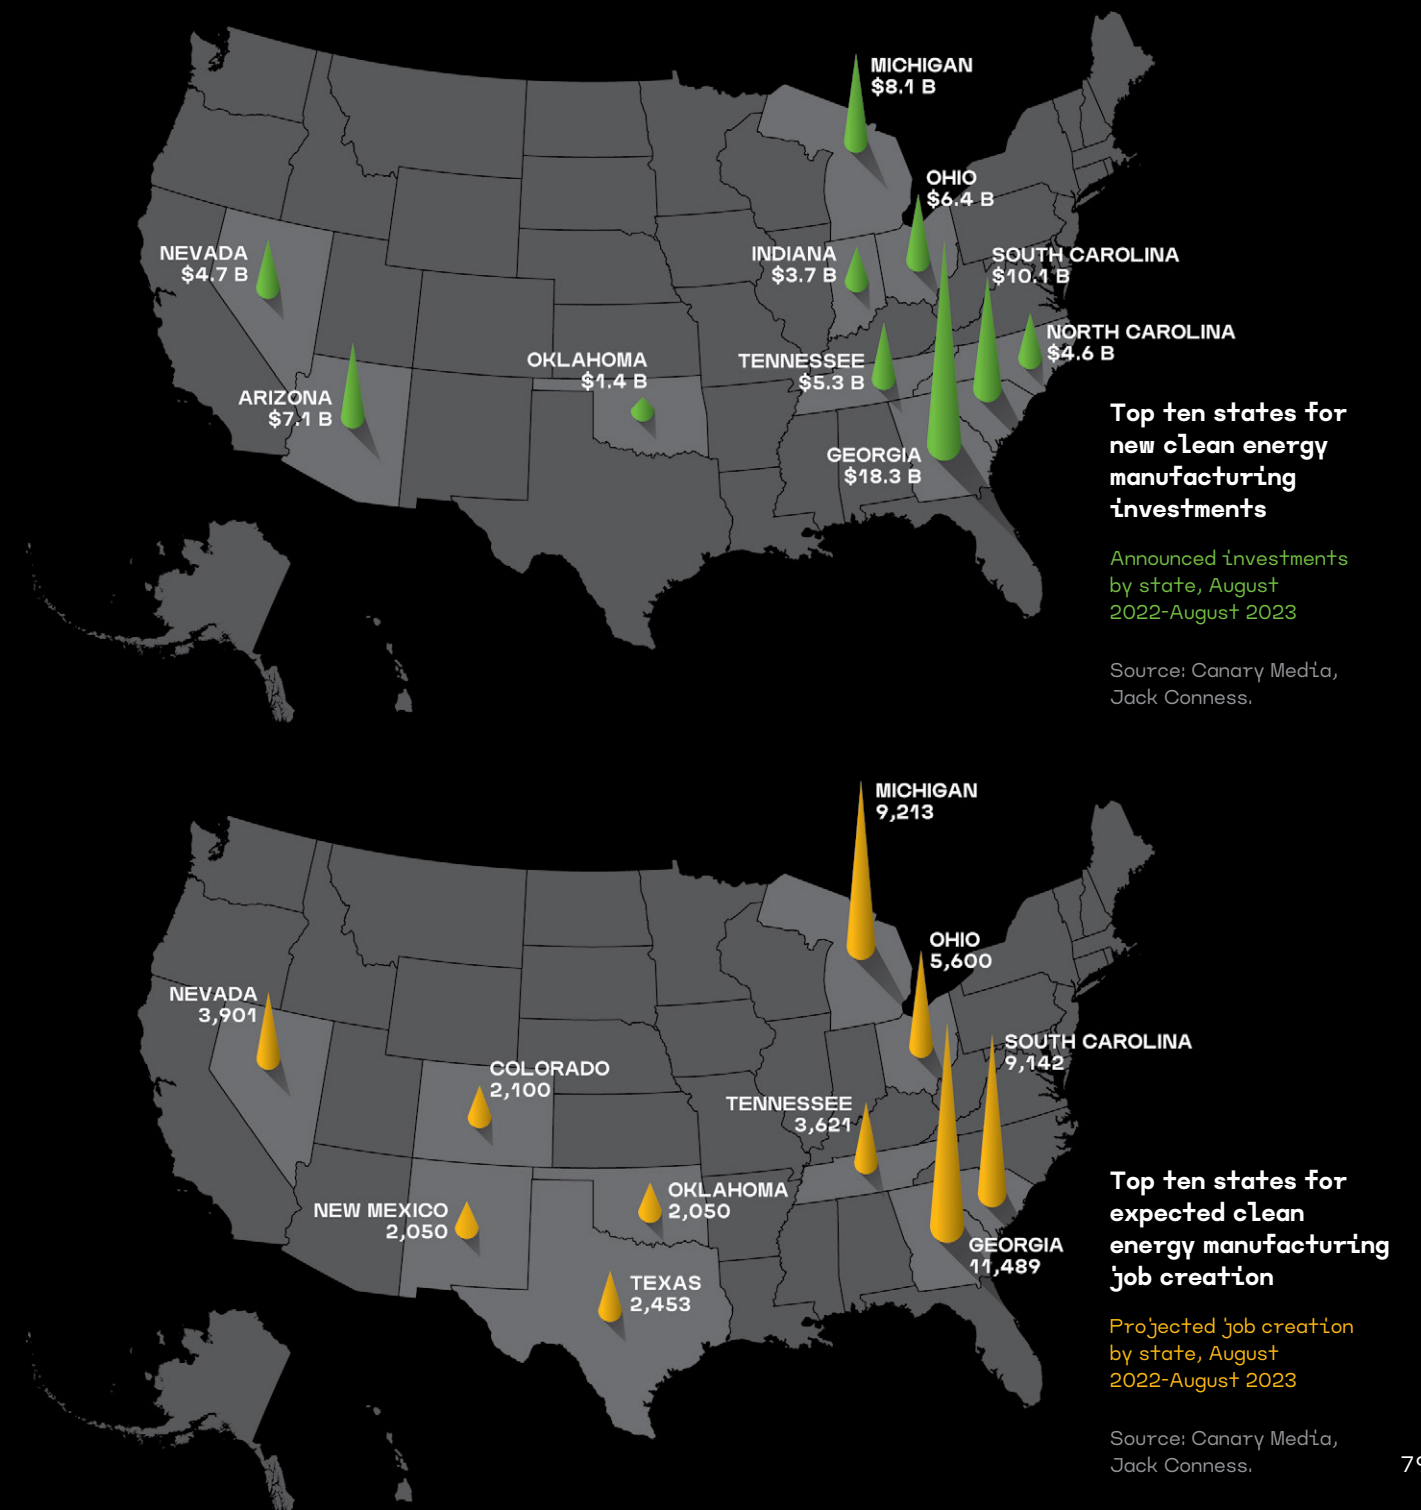 MICHIGAN
$8.1 B
OHIO
$6.4 B
NEVADA
$4.7 B
INDIANA
$3.7 B
SOUTH CAROLINA
$10.1 B
NORTH CAROLINA
$4.6 B
OKLAHOMA
$1.4 B
TENNESSEE
$5.3 B
ARIZONA
$7.1 B
GEORGIA
$18.3 B
Top ten states for
new clean energy
manufacturing
investments
Announced investments
by state, August
2022-August 2023
Source: Canary Media,
Jack Conness.
MICHIGAN
9,213
OHIO
5,600
NEVADA
3,901
SOUTH CAROLINA
9,142
COLORADO
2,100
TENNESSEE
3,621
OKLAHOMA
2,050
NEW MEXICO
2,050
GEORGIA
11,489
TEXAS
2,453
Top ten states for
expected clean
energy manufacturing
job creation
Projected job creation
by state, August
2022-August 2023
Source: Canary Media,
Jack Conness.